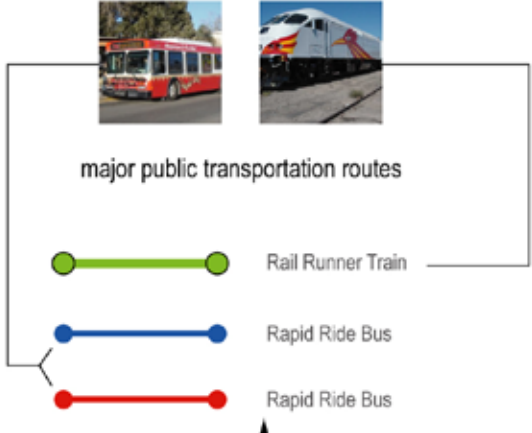 major public transportation routes
Rail Runner Train
Rapid Ride Bus
Rapid Ride Bus